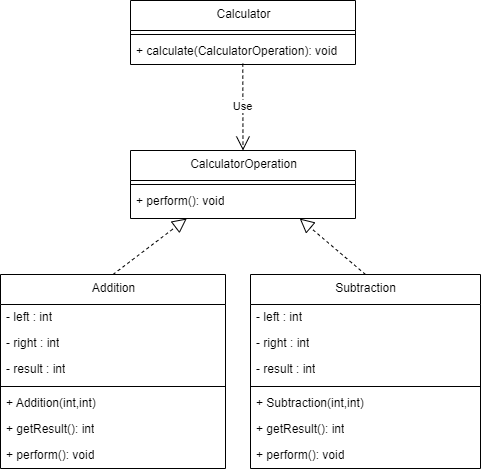 Calculator
+ calculate(CalculatorOperation): void
Use
CalculatorOperation
+ perform(): void
Addition
- left : int
- right : int
- result : int
+ Addition(int,int)
+ getResult(): int
+ perform(): void
Subtraction
- left : int
- right : int
- result : int
+ Subtraction(int,int)
+ getResult(): int
+ perform(): void